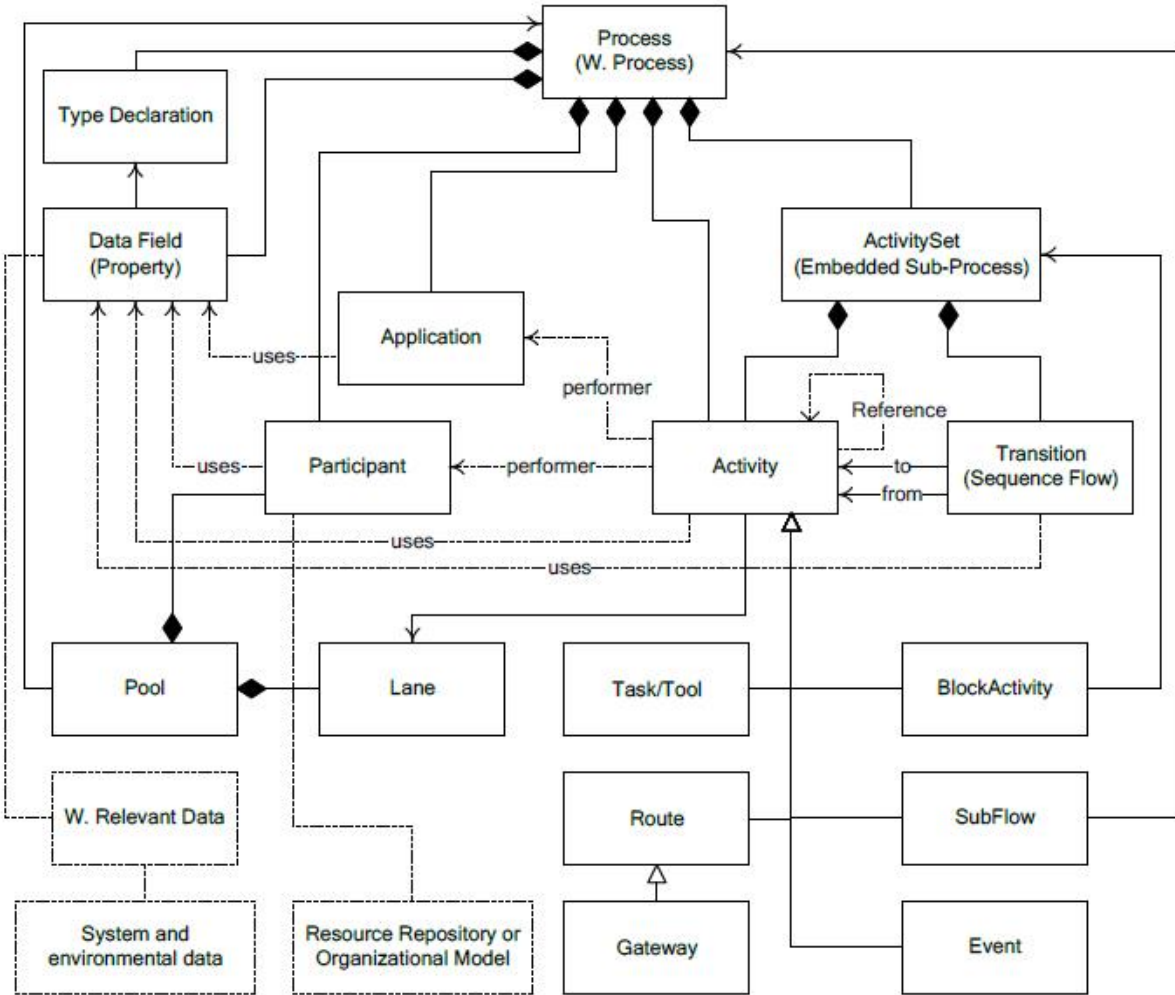 Process
(W. Process)
Type Declaration
Data Field
(Property)
ActivitySet
(Embedded Sub-Process)
Application
uses
performer
Reference
Participant
uses
performer
Activity
to
from
Transition
(Sequence Flow)
uses
uses
Pool
Lane
Task/Tool
BlockActivity
W. Relevant Data
Route
SubFlow
System and
environmental data
Resource Repository or
Organizational Model
Gateway
Event